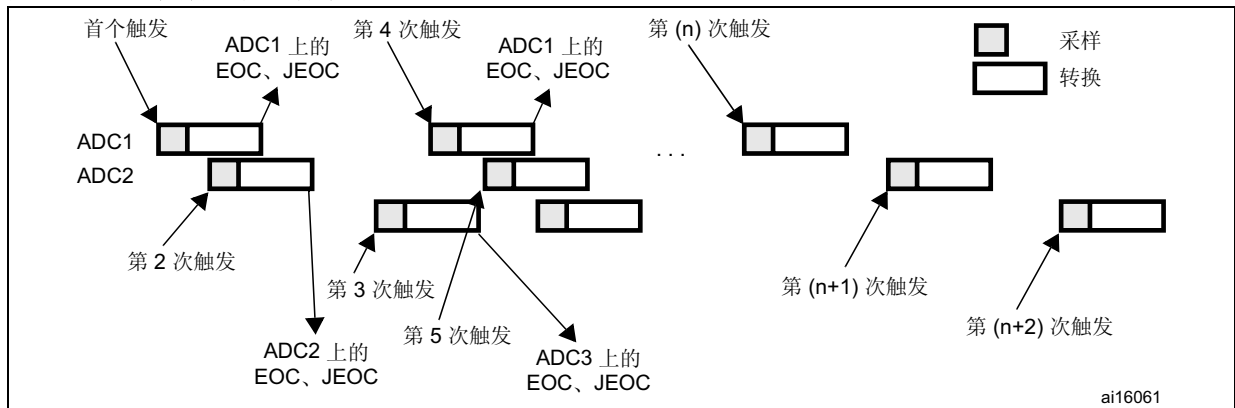 首个触发
ADC1 上的
EOC、JEOC
第 4 次触发
ADC1 上的
EOC、JEOC
第 (n) 次触发
采样
转换
ADC1
ADC2
. . .
第 2 次触发
第 3 次触发
第 5 次触发
第 (n+1) 次触发
第 (n+2) 次触发
ADC2 上的
EOC、JEOC
ADC3 上的
EOC、JEOC
ai16061